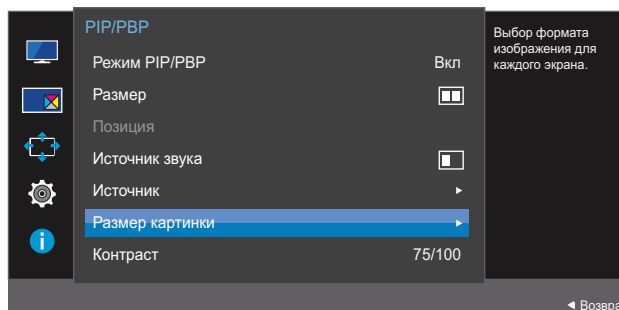 PIP/PBP
Режим PIP/PBP Вкл
Размер
Позиция
Источник звука
Источник
Размер картинки
Контраст 75/100
Выбор формата
изображения для
каждого экрана.